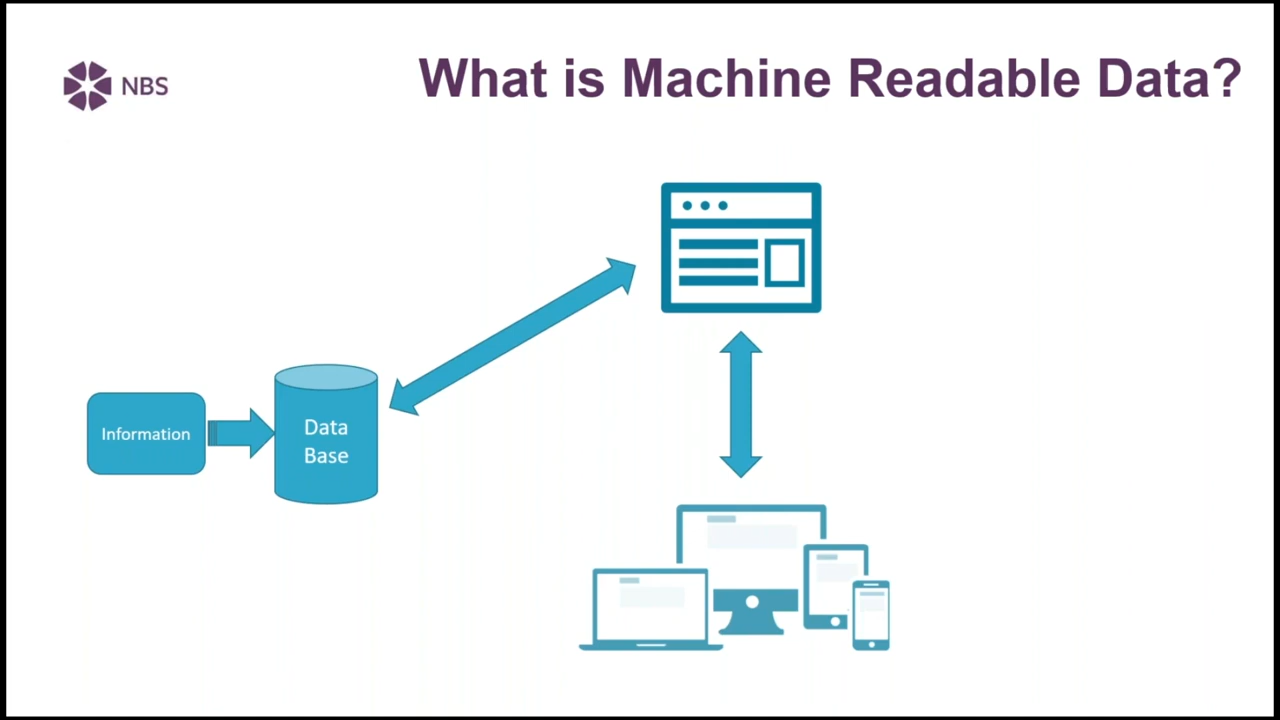 NBS
What is Machine Readable Data?
Information
Data
Base